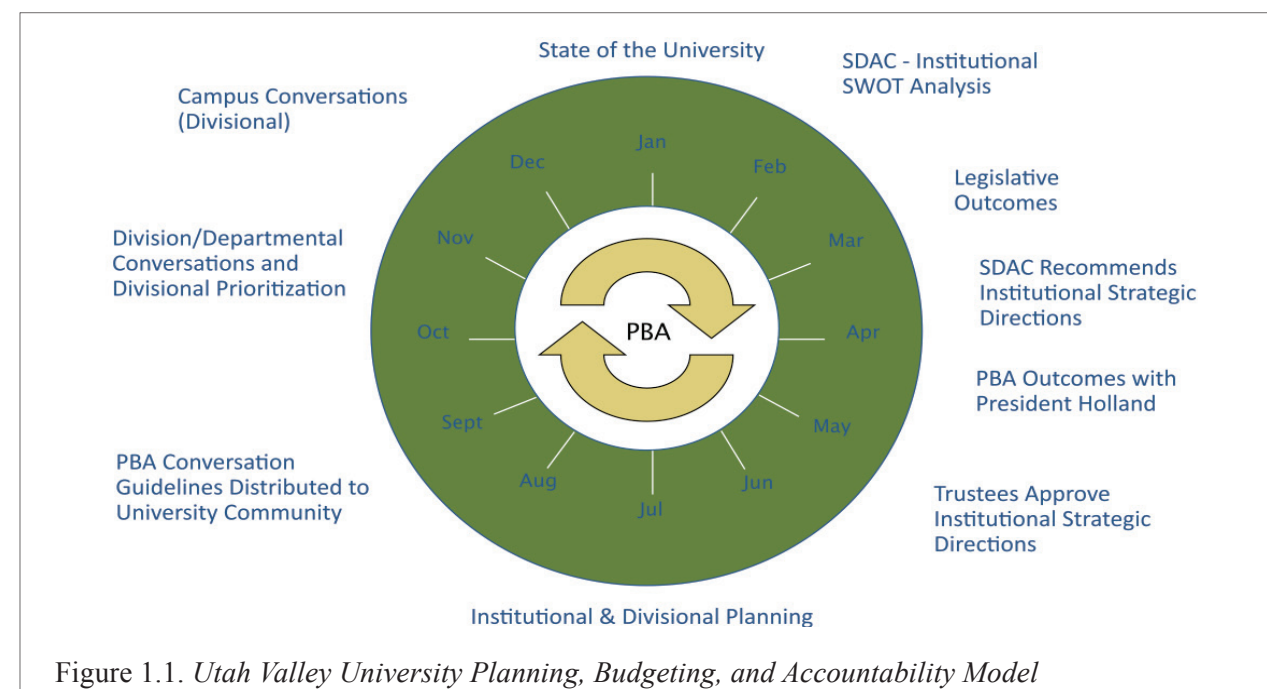 State of the University
SDAC - Institutional
SWOT Analysis
Campus Conversations
(Divisional)
Jan
Dec
Feb
Legislative
Outcomes
Division/Departmental
Conversations and
Divisional Prioritization
Nov
Mar
SDAC Recommends
Institutional Strategic
Directions
Oct
PBA
Apr
PBA Outcomes with
President Holland
Sept
May
PBA Conversation
Guidelines Distributed to
University Community
Aug
Jun
Jul
Trustees Approve
Institutional Strategic
Directions
Institutional & Divisional Planning
Figure 1.1. Utah Valley University Planning, Budgeting, and Accountability Model